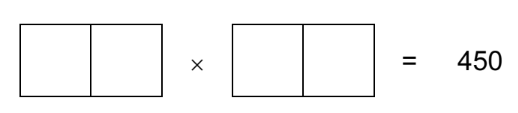 × = 450